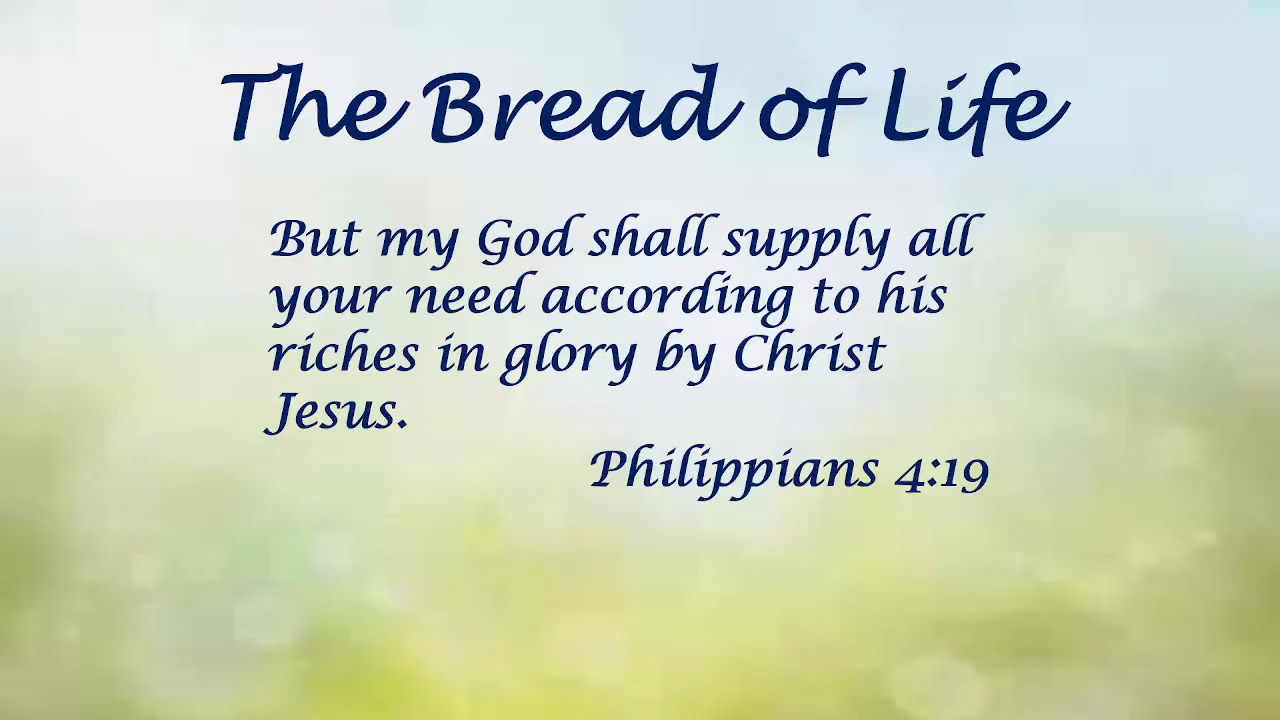 The Bread of Life
But my God shall supply all
your need according to his
riches in glory by Christ
Jesus.
Philippians 4:19